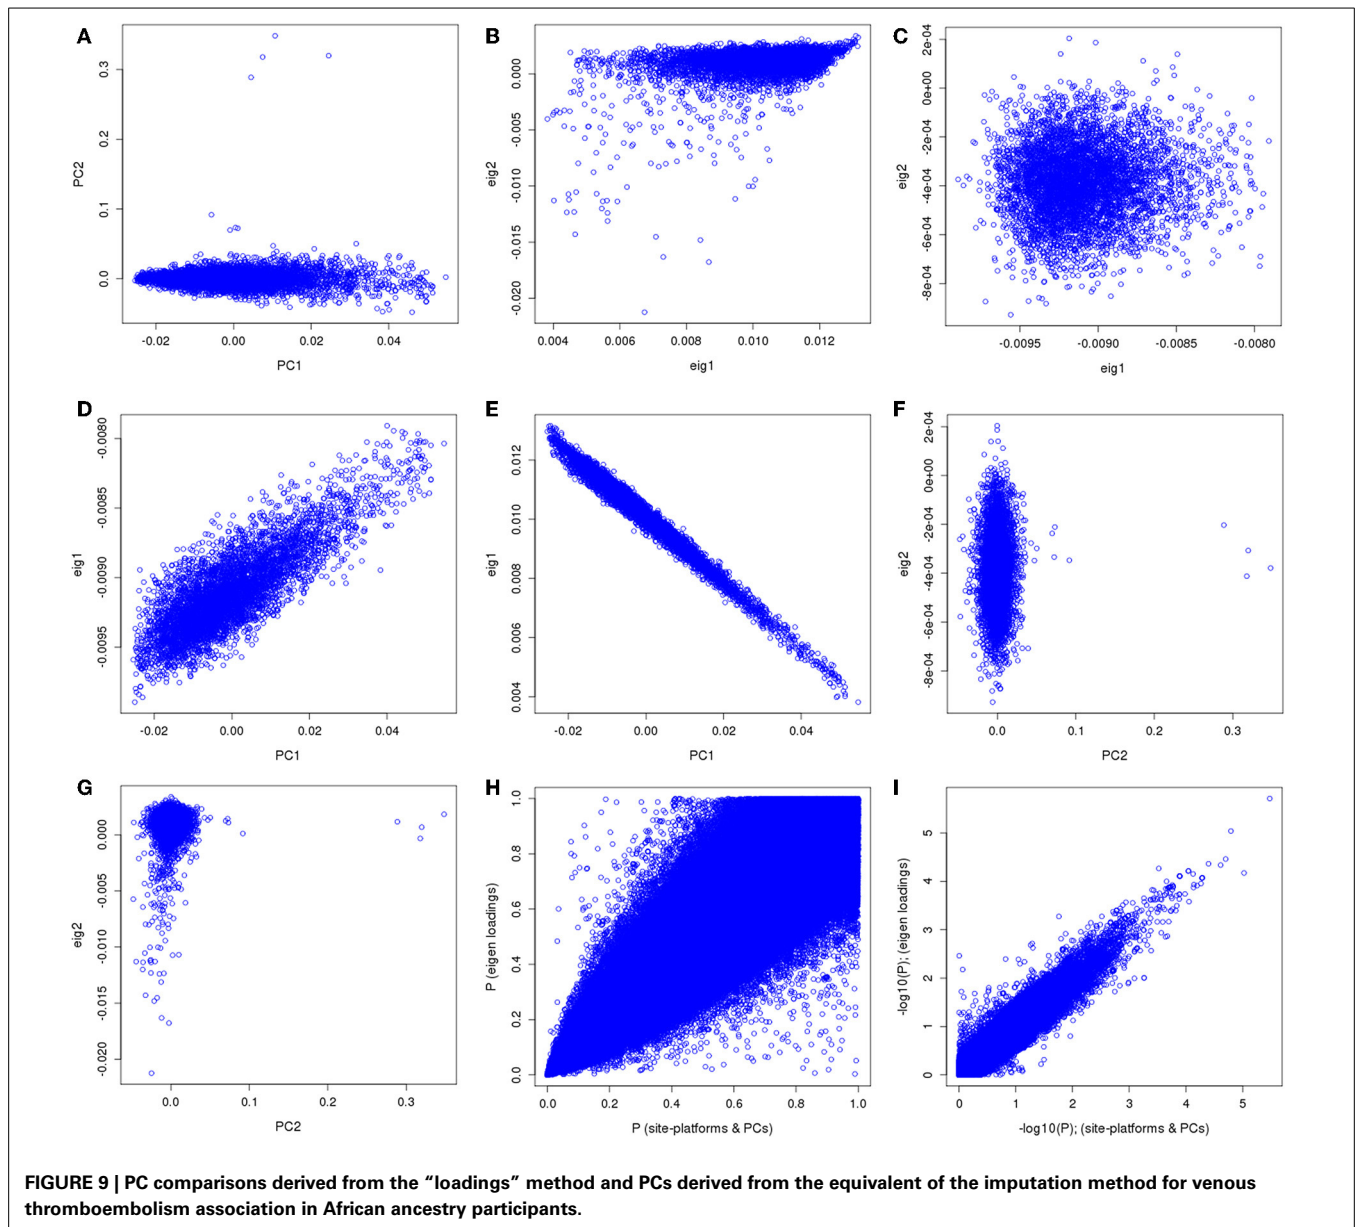 A
0.3
0.2
0.1
0.0
PC2
-0.02 0.00 0.02 0.04
PC1
B
0.000
-0.005
-0.010
-0.015
-0.020
eig2
0.004 0.006 0.008 0.010 0.012
eig1
C
2e-04
0e+00
-2e-04
-4e-04
-6e-04
-8e-04
eig2
-0.0095 -0.0090 -0.0085 -0.0080
eig1
D
-0.0080
-0.0085
-0.0090
-0.0095
eig1
-0.02 0.00 0.02 0.04
PC1
E
0.012
0.010
0.008
0.006
0.004
eig1
-0.02 0.00 0.02 0.04
PC1
F
2e-04
0e+00
-2e-04
-4e-04
-6e-04
-8e-04
eig2
0.0 0.1 0.2 0.3
PC2
G
0.000
-0.005
-0.010
-0.015
-0.020
eig2
0.0 0.1 0.2 0.3
PC2
H
1.0
0.8
0.6
0.4
0.2
0.0
P (eigen loadings)
0.0 0.2 0.4 0.6 0.8 1.0
P (site-platforms & PCs)
I
5
4
3
2
1
0
-log10(P); (eigen loadings)
0 1 2 3 4 5
-log10(P); (site-platforms & PCs)
FIGURE 9 | PC comparisons derived from the “loadings” method and PCs derived from the equivalent of the imputation method for venous
thromboembolism association in African ancestry participants.